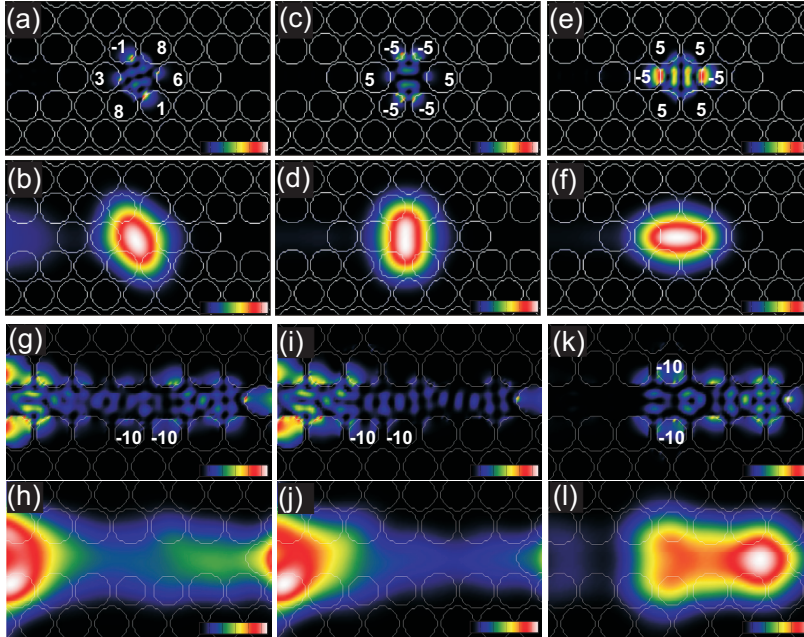 (a) (c) (e)
-1 8 -5 -5 5 5
3 6 5 5 -5 -5
8 1 -5 -5 5 5
(b) (d) (f)
(g) (i) (k)
-10
-10 -10 -10 -10 -10
(h) (j) (l)